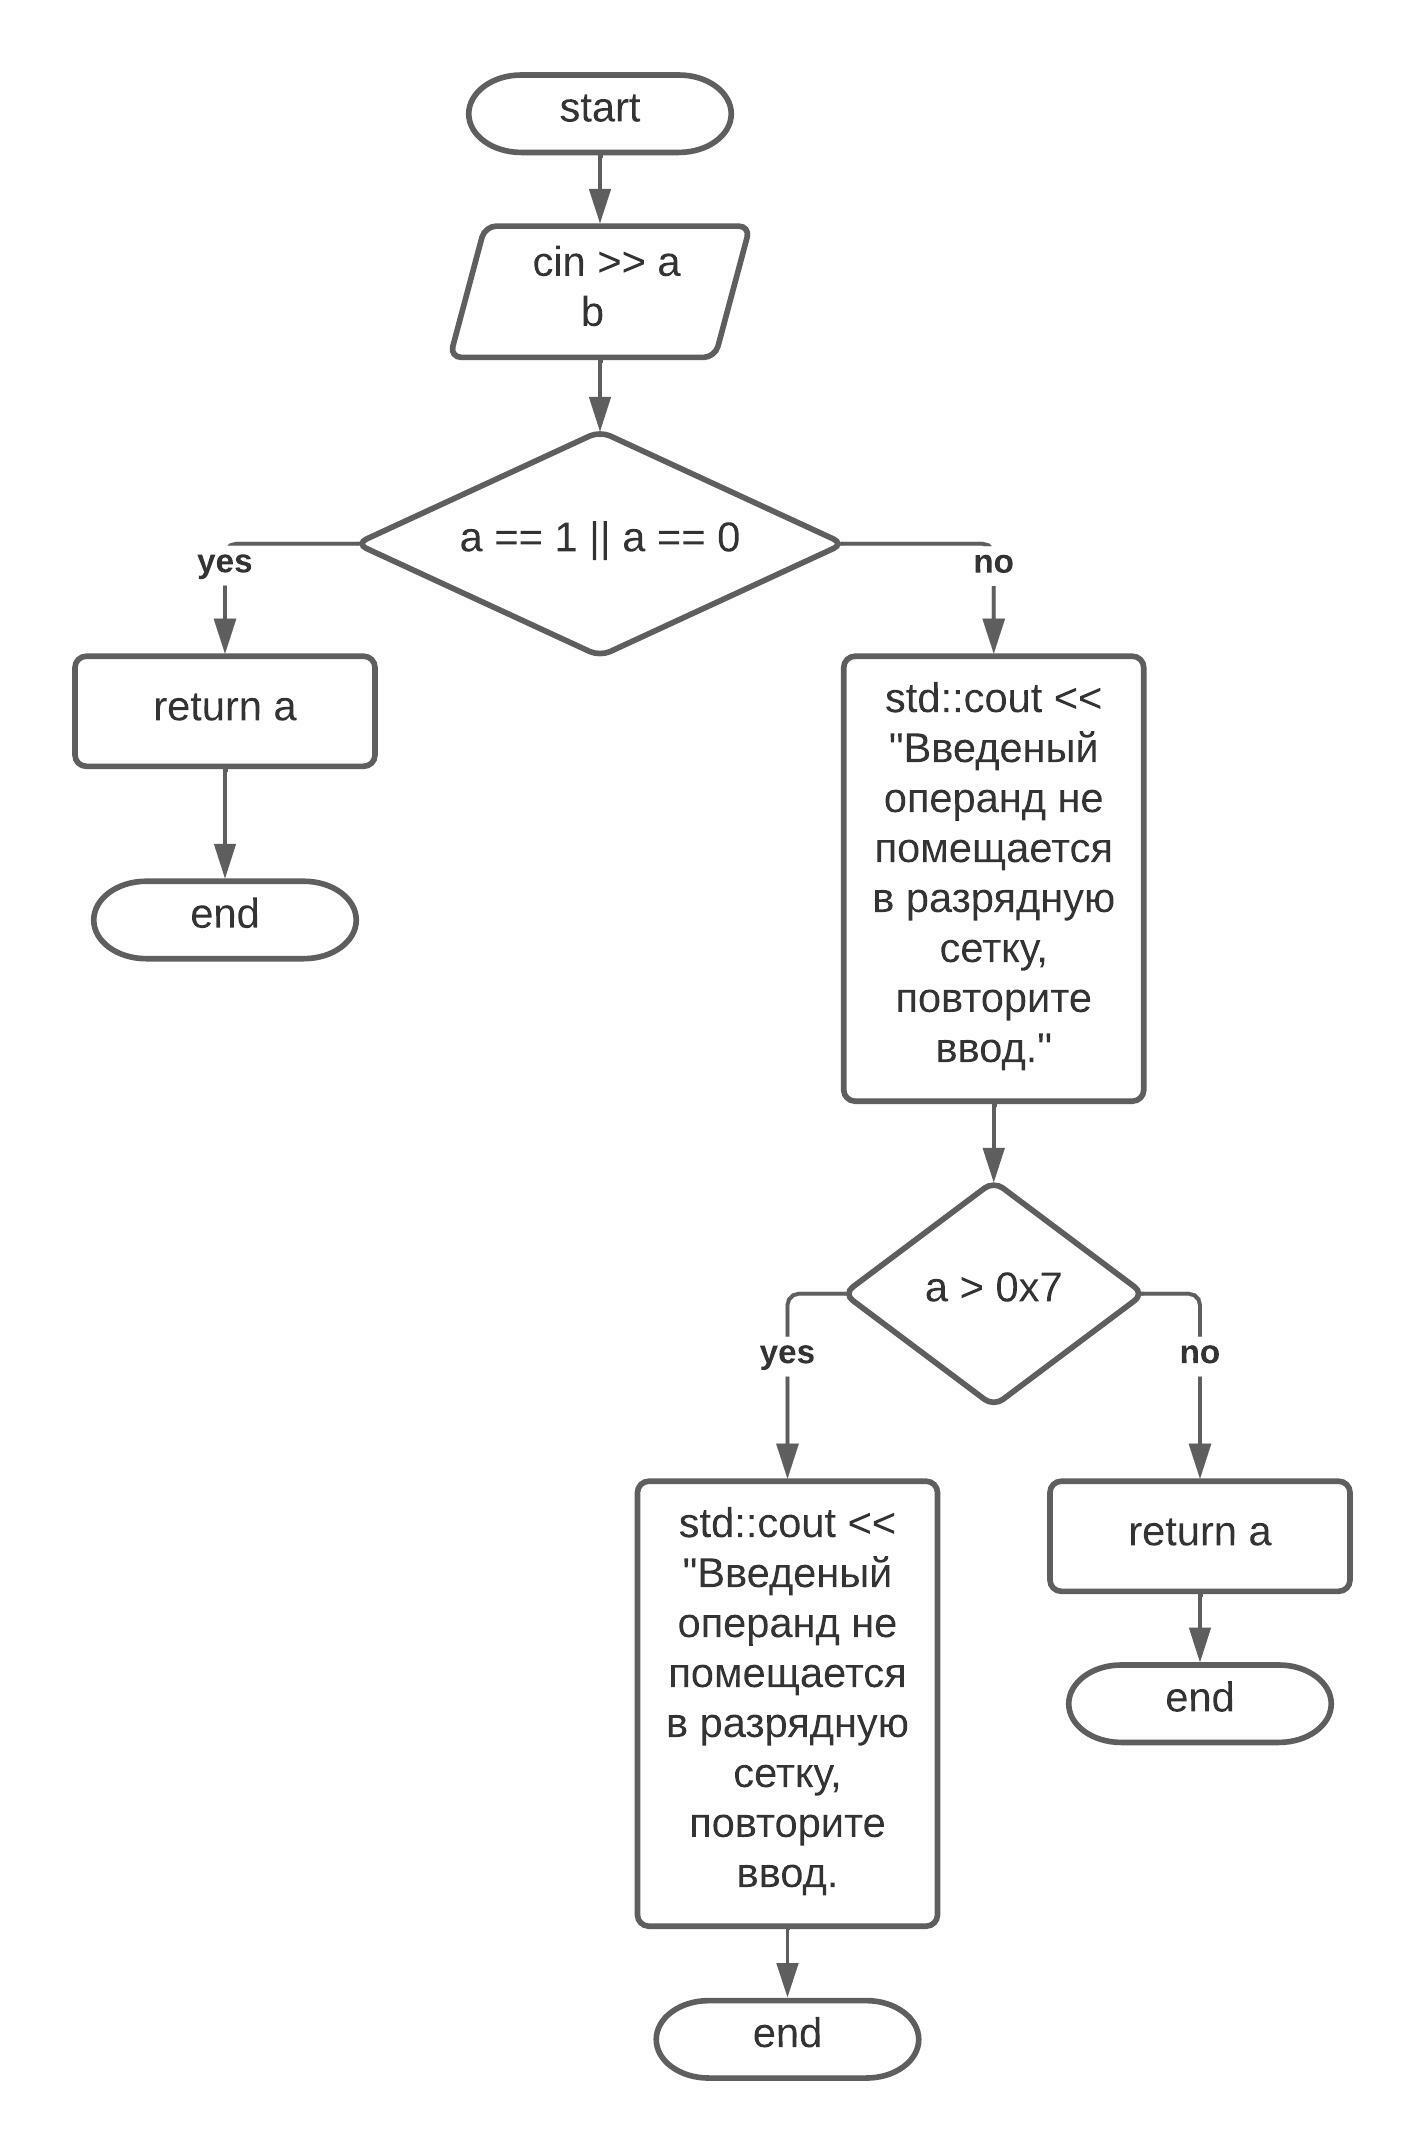 start
cin >> a
b
a == 1 || a == 0
yes
no
return a
end
std::cout <<
"Введеный
операнд не
помещается
в разрядную
сетку,
повторите
ввод."
a > 0x7
yes
no
std::cout <<
"Введеный
операнд не
помещается
в разрядную
сетку,
повторите
ввод.
end
return a
end